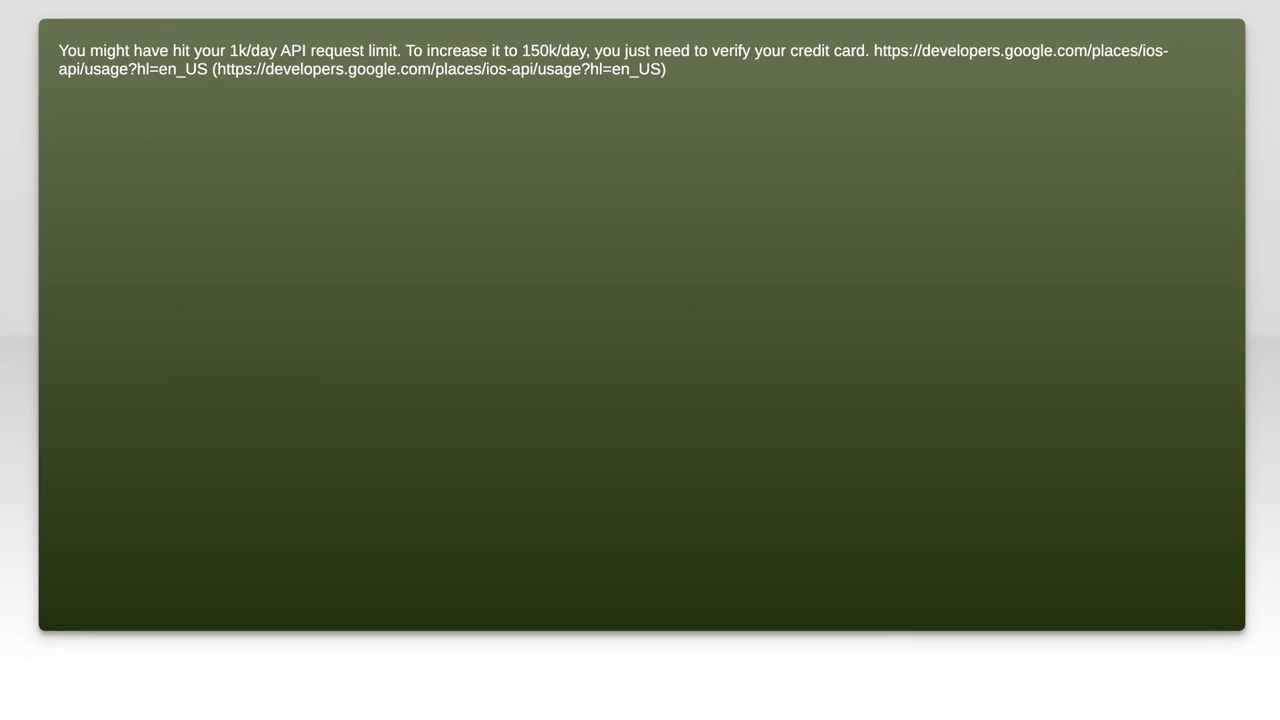 You might have hit your 1k/day API request limit. To increase it to 150k/day, you just need to verify your credit card. https://developers.google.com/places/ios-
api/usage?hl=en_US (https://developers.google.com/places/ios-api/usage?hl=en_US)